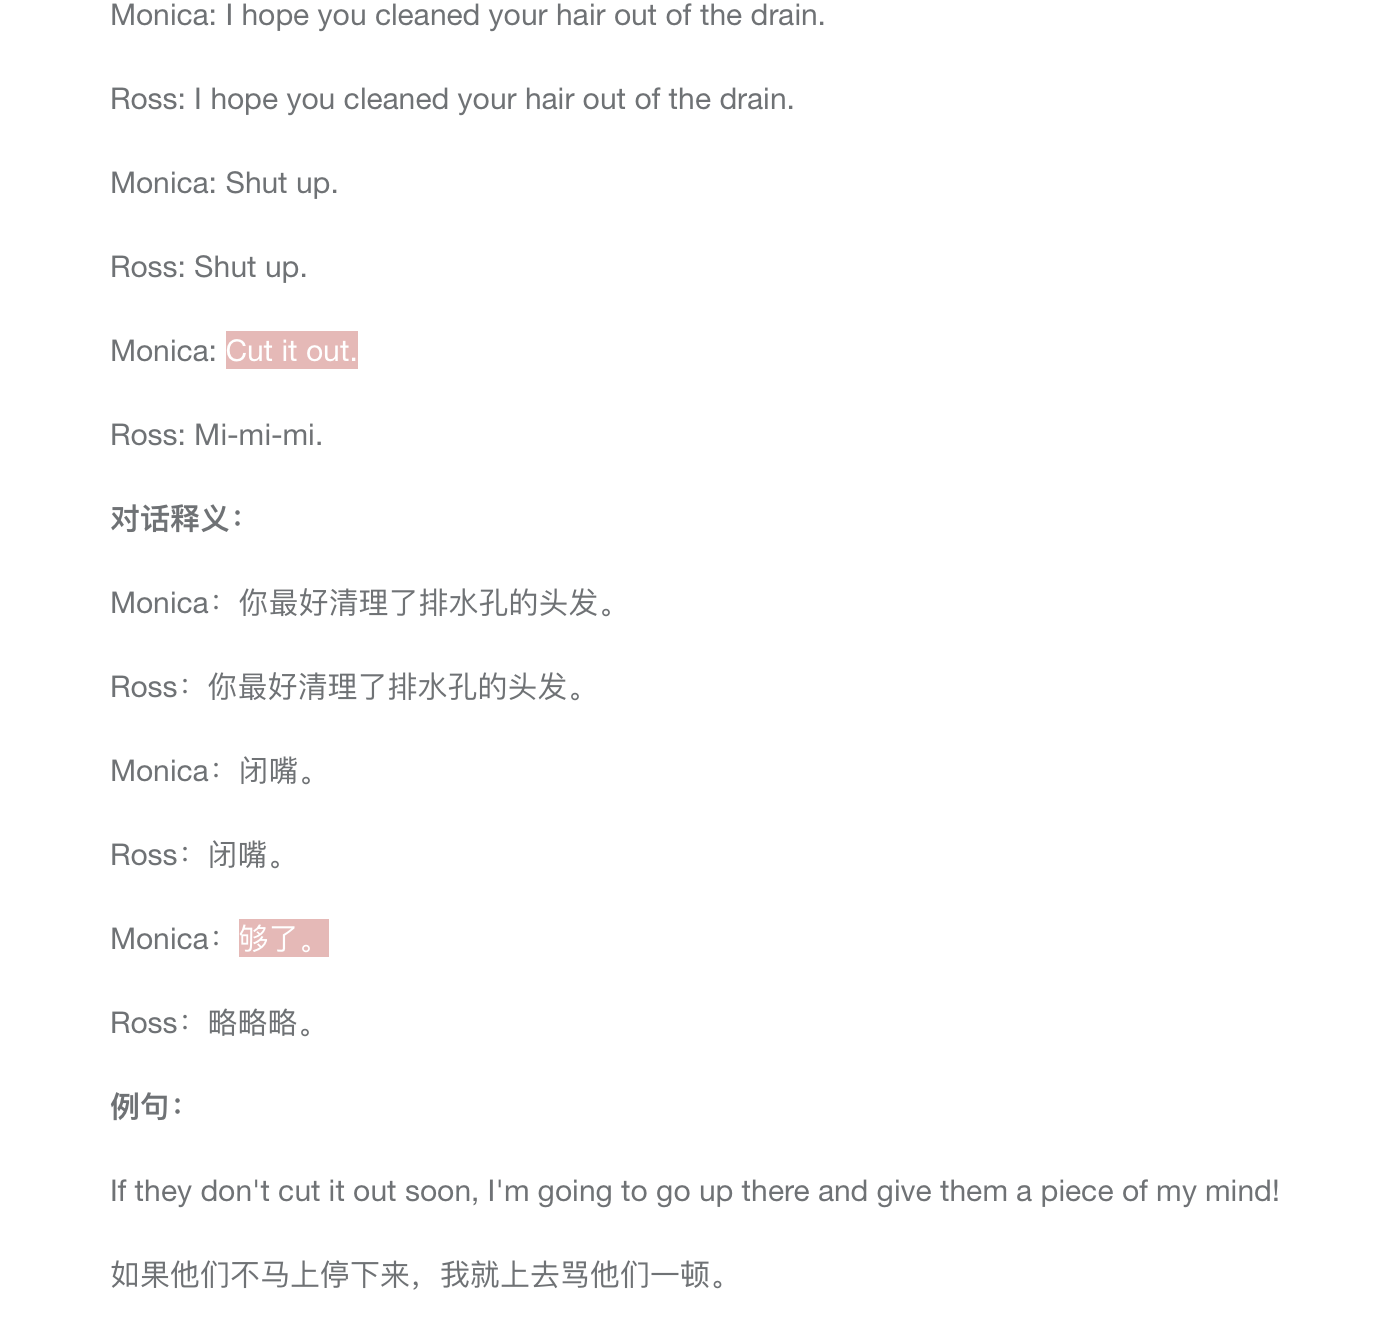 Monica: I hope you cleaned your hair out of the drain.
Ross: I hope you cleaned your hair out of the drain.
Monica: Shut up.
Ross: Shut up.
Monica: Cut it out.
Ross: Mi-mi-mi.
对话释义：
Monica：你最好清理了排水孔的头发。
Ross：你最好清理了排水孔的头发。
Monica：闭嘴。
Ross：闭嘴。
Monica：够了。
Ross：略略略。
例句：
If they don't cut it out soon, I'm going to go up there and give them a piece of my mind!
如果他们不马上停下来，我就上去骂他们一顿。